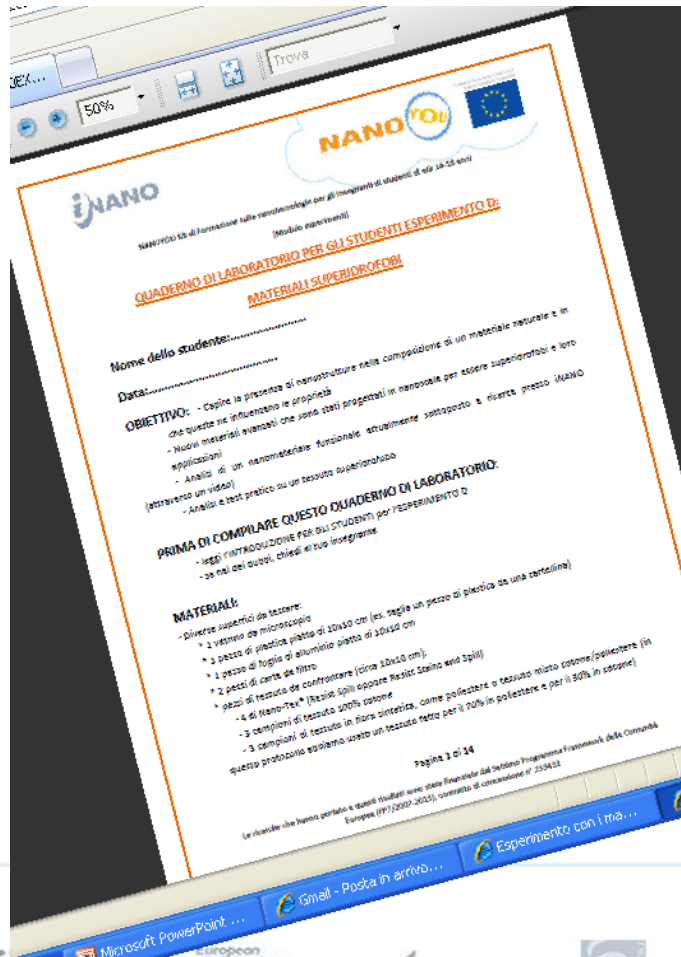 DEX...
50%
Trova
NANO YOU
iNANO
NANOYOU Kit di Formazione sulle nanotecnologie per gli insegnanti di studenti di età 14-18 anni
(Modulo esperimenti)
QUADERNO DI LABORATORIO PER GLI STUDENTI ESPERIMENTO D:
MATERIALI SUPERIDROFOBI
Nome dello studente:......................
Data:......................
OBIETTIVO: - Capire la presenza di nanostrutture nella composizione di un materiale naturale e in
che queste ne influenzano le proprietà
- Nuovi materiali avanzati che sono stati progettati in nanoscala per essere superidrofobi e loro
applicazioni
- Analisi di un nanomateriale funzionale attualmente sottoposto a ricerca presso iNANO
(attraverso un video)
- Analisi e test pratico su un tessuto superidrofobo
PRIMA DI COMPILARE QUESTO QUADERNO DI LABORATORIO:
- leggi l'INTRODUZIONE PER GLI STUDENTI per l'ESPERIMENTO D
- se hai dei dubbi, chiedi al tuo insegnante
MATERIALI:
- Diverse superfici da testare:
* 1 vetrino da microscopio
* 1 pezzo di plastica piatto di 10x10 cm (es. taglia un pezzo di plastica da una cartellina)
* 1 pezzo di foglio di alluminio piatto di 10x10 cm
* 2 pezzi di carta da filtro
* pezzi di tessuto da confrontare (circa 10x10 cm);
- 4 di Nano-Tex® (Resist Spill oppure Resist Stains and Spill)
- 3 campioni di tessuto 100% cotone
- 3 campioni di tessuto in fibra sintetica, come poliestere o tessuto misto cotone/poliestere (in
questo protocollo abbiamo usato un tessuto fatto per il 70% in poliestere e per il 30% in cotone)
Pagina 1 di 14
Le ricerche che hanno portato a questi risultati sono state finanziate dal Settimo Programma Framework della Comunità
Europea (FP7/2007-2013), contratto di concessione n° 233433
Microsoft PowerPoint ...
Gmail - Posta in arrivo...
Esperimento con i ma...
European